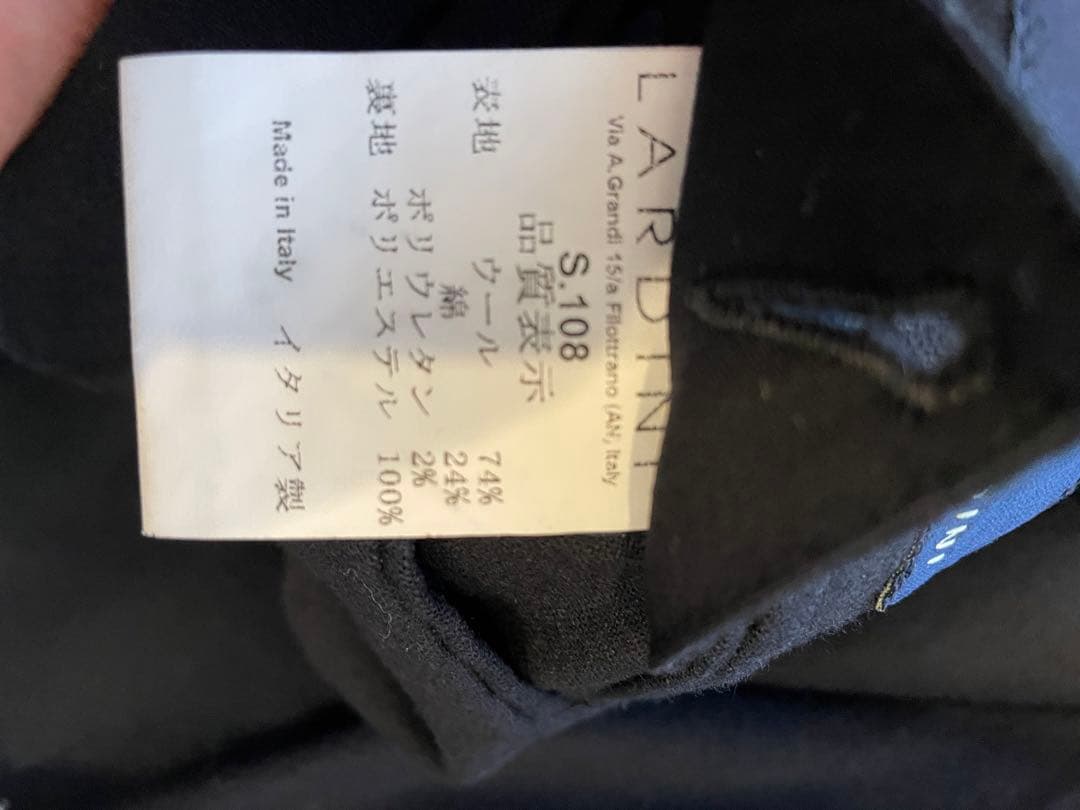 LARDINI
Via A.Grandi 15/a Filottrano (AN) Italy
S.108
品質表示
表地 ウール 74%
綿 24%
ポリウレタン 2%
裏地 ポリエステル 100%
Made in Italy イタリア製